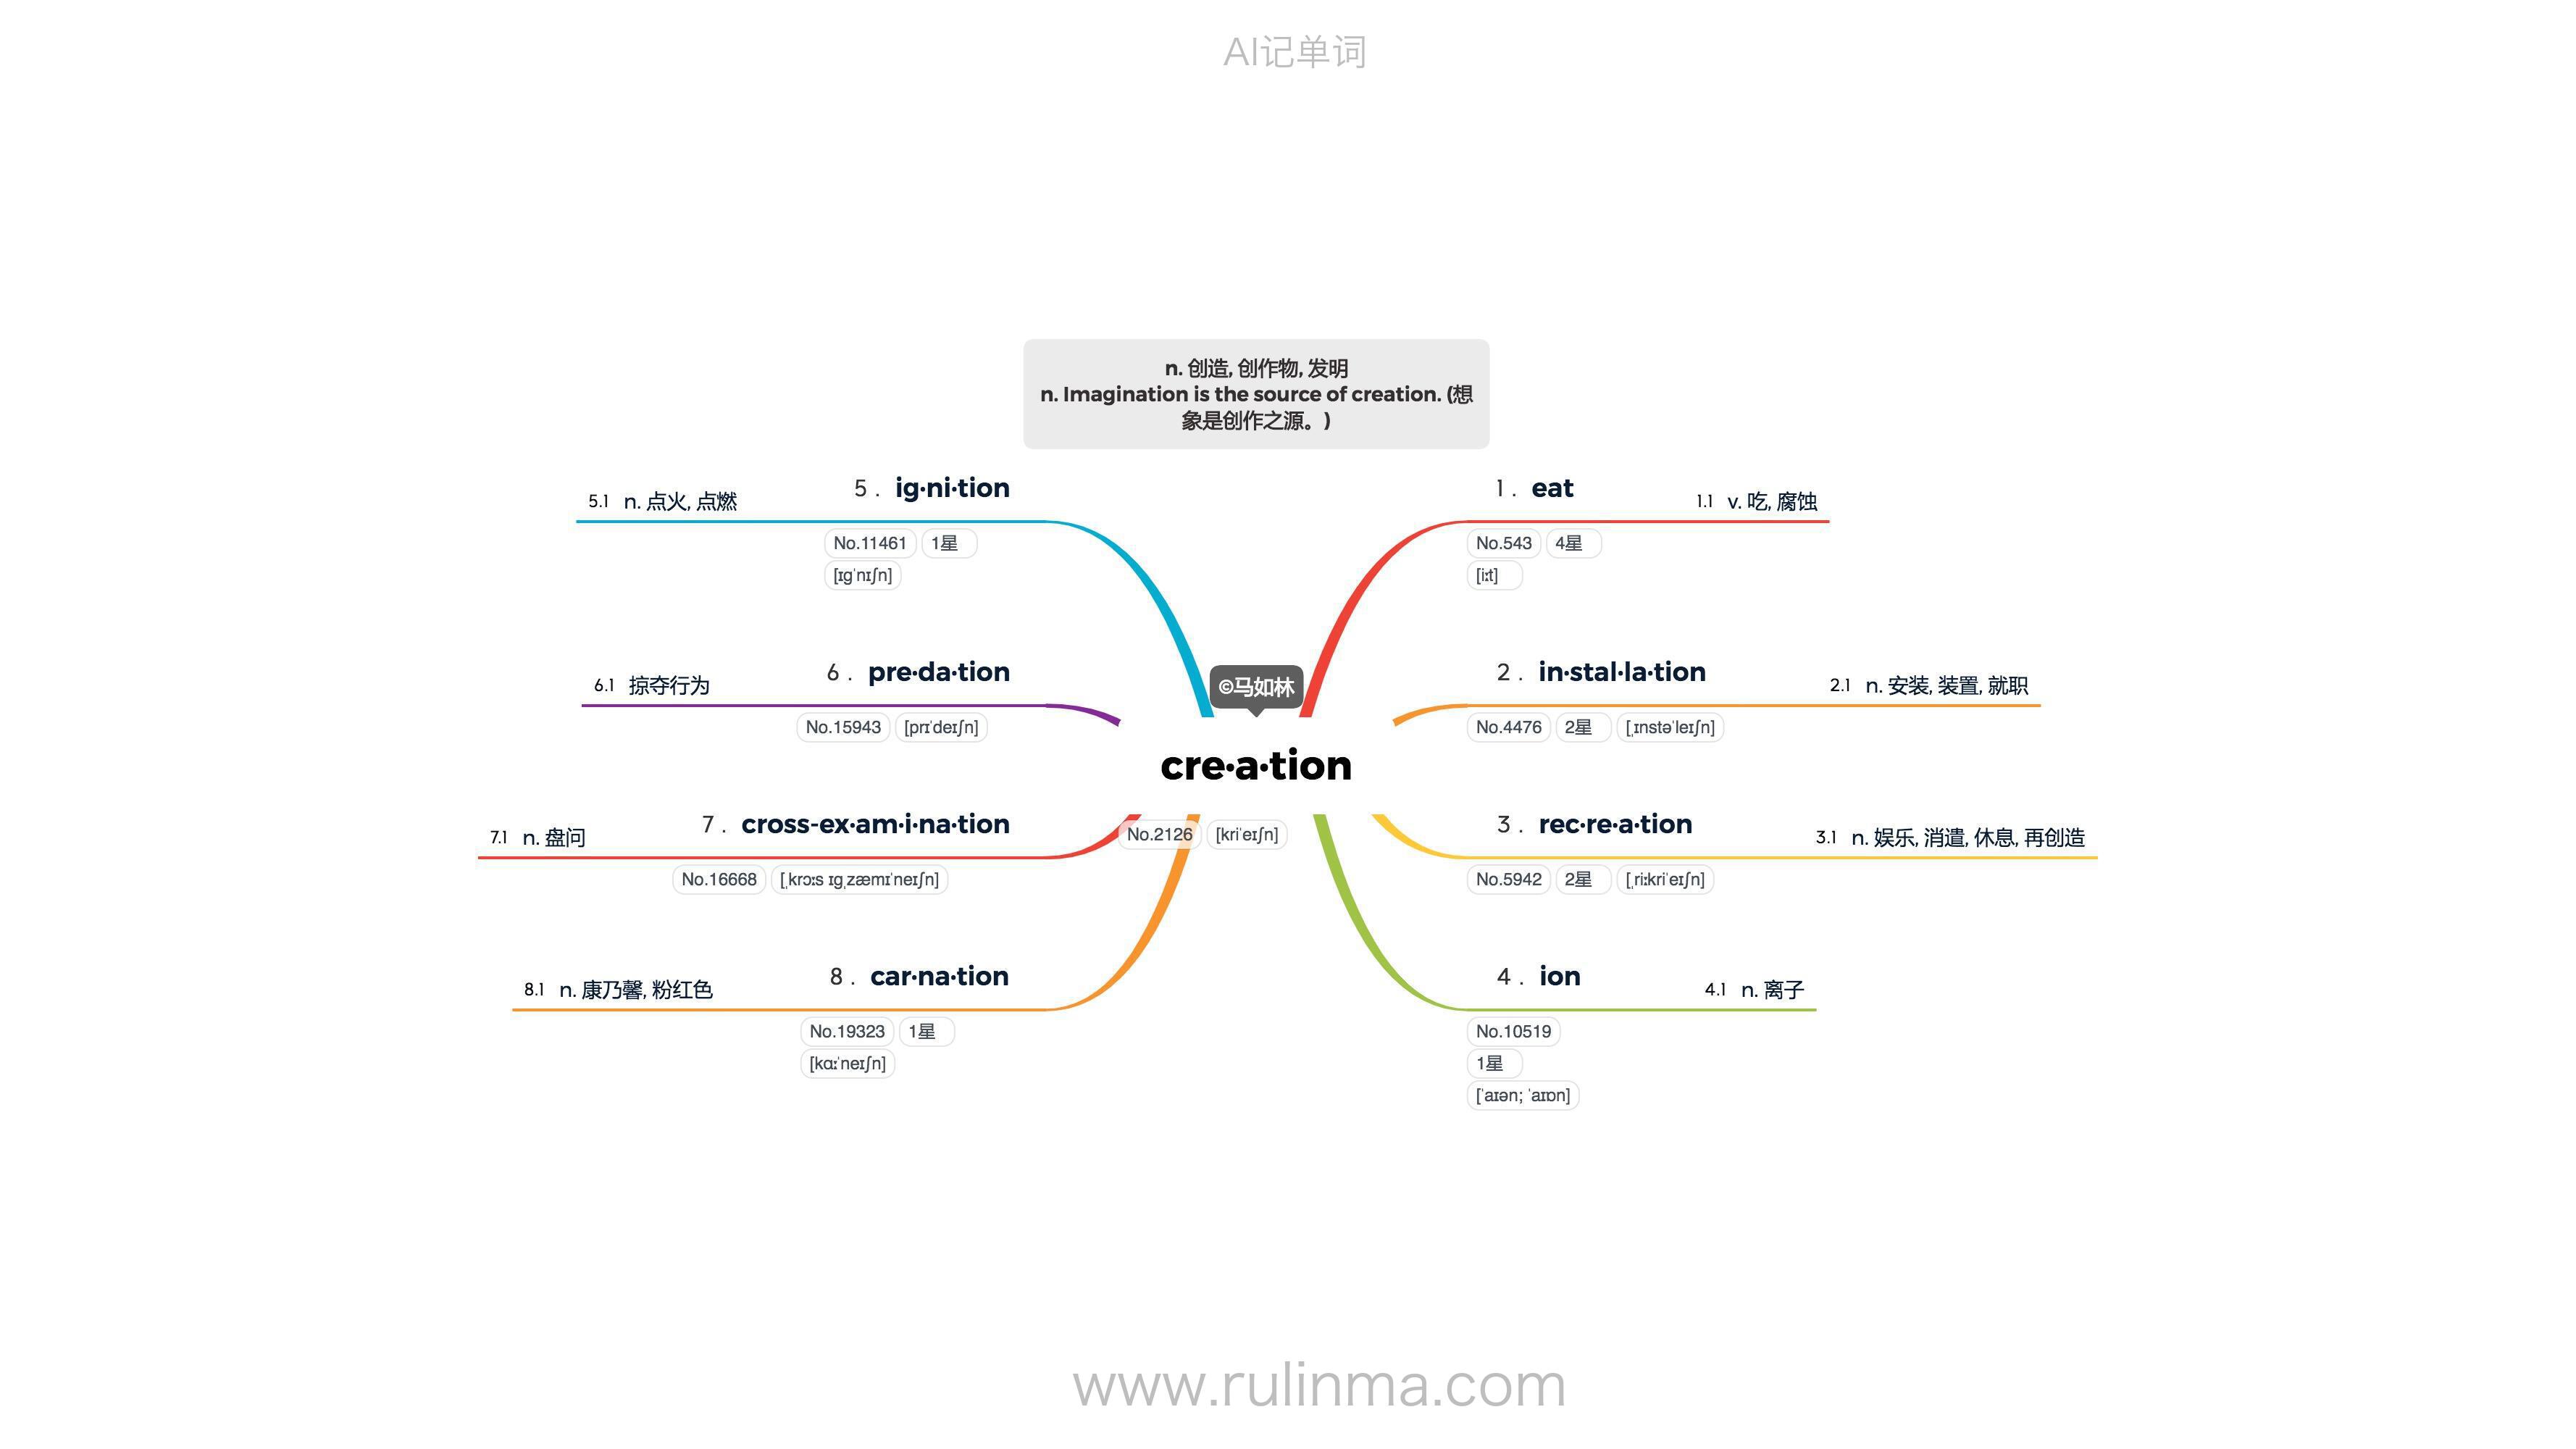 AI记单词
n. 创造, 创作物, 发明
n. Imagination is the source of creation. (想
象是创作之源。)
5 . ig·ni·tion
5.1 n. 点火, 点燃
No.11461 1星
[ɪɡˈnɪʃn]
1 . eat
1.1 v. 吃, 腐蚀
No.543 4星
[iːt]
6 . pre·da·tion
6.1 掠夺行为
No.15943 [prɪˈdeɪʃn]
©马如林
2 . in·stal·la·tion
2.1 n. 安装, 装置, 就职
No.4476 2星 [ˌɪnstəˈleɪʃn]
cre·a·tion
No.2126 [kriˈeɪʃn]
7 . cross-ex·am·i·na·tion
7.1 n. 盘问
No.16668 [ˌkrɔːs ɪɡˌzæmɪˈneɪʃn]
3 . rec·re·a·tion
3.1 n. 娱乐, 消遣, 休息, 再创造
No.5942 2星 [ˌriːkriˈeɪʃn]
8 . car·na·tion
8.1 n. 康乃馨, 粉红色
No.19323 1星
[kɑːˈneɪʃn]
4 . ion
4.1 n. 离子
No.10519
1星
[ˈaɪən; ˈaɪɒn]
www.rulinma.com